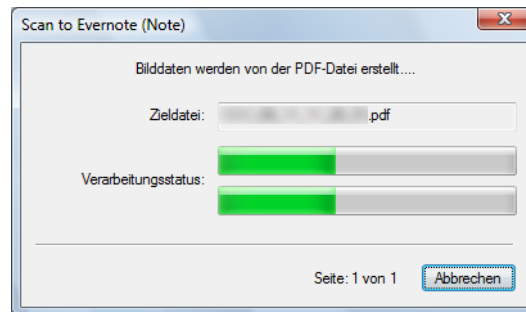 Scan to Evernote (Note)
Bilddaten werden von der PDF-Datei erstellt....
Zieldatei: .pdf
Verarbeitungsstatus:
Seite: 1 von 1 Abbrechen